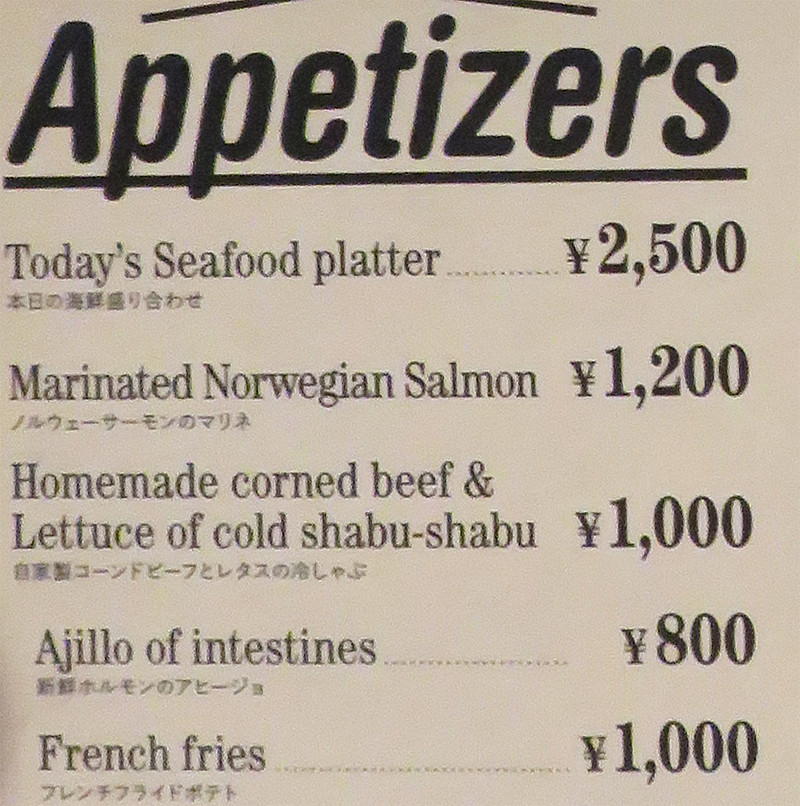 Appetizers
Today's Seafood platter ¥2,500
本日の海鮮盛り合わせ
Marinated Norwegian Salmon ¥1,200
ノルウェーサーモンのマリネ
Homemade corned beef &
Lettuce of cold shabu-shabu ¥1,000
自家製コーンドビーフとレタスの冷しゃぶ
Ajillo of intestines ¥800
新鮮ホルモンのアヒージョ
French fries ¥1,000
フレンチフライドポテト